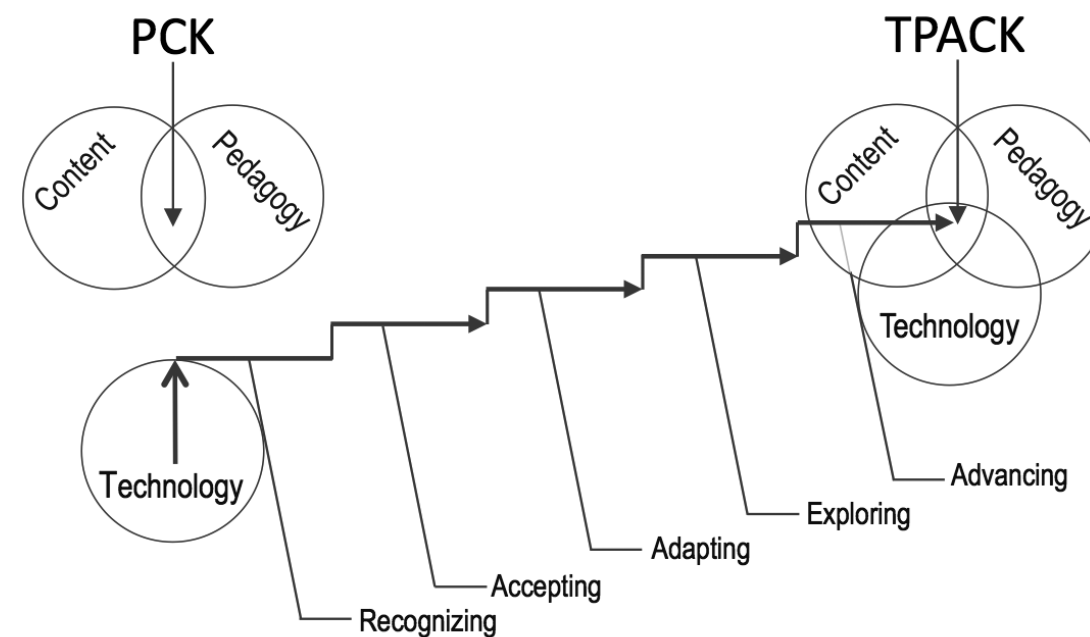 PCK
TPACK
Content
Pedagogy
Content
Pedagogy
Technology
Technology
Advancing
Exploring
Adapting
Accepting
Recognizing